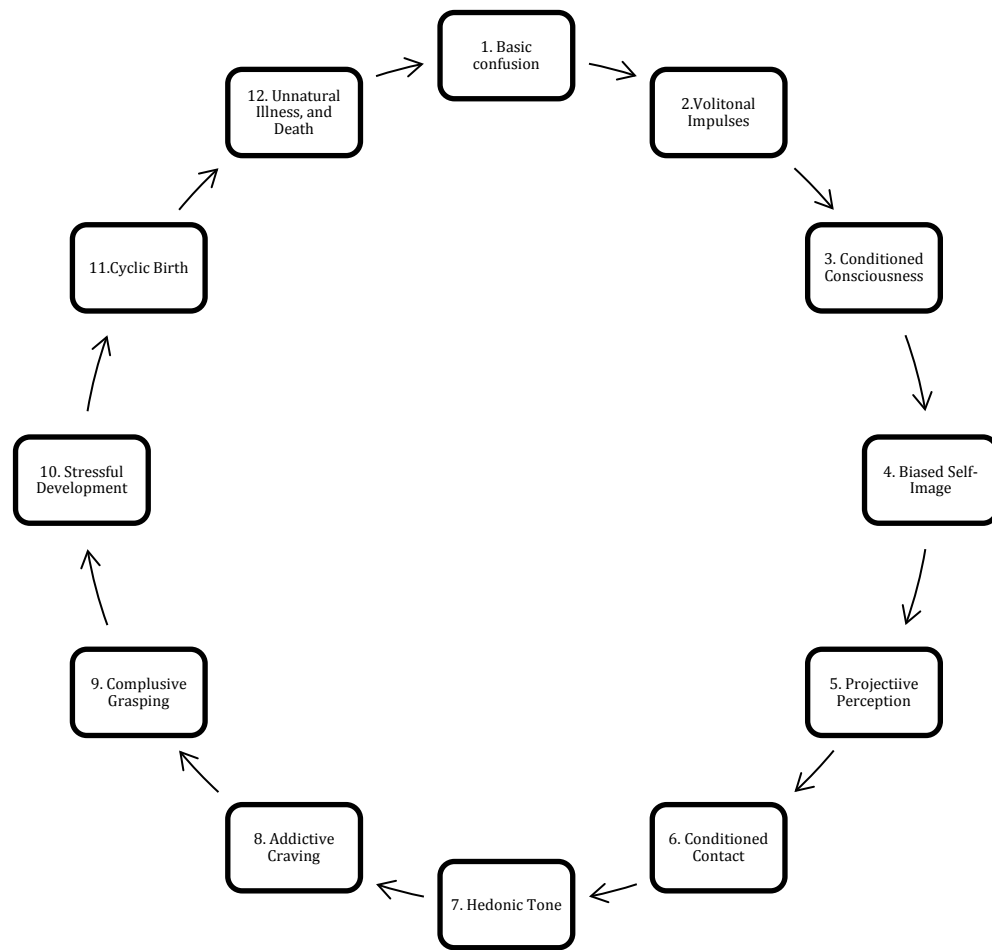 1. Basic
confusion
2.Volitonal
Impulses
3. Conditioned
Consciousness
4. Biased Self-
Image
5. Projectiive
Perception
6. Conditioned
Contact
7. Hedonic Tone
8. Addictive
Craving
9. Complusive
Grasping
10. Stressful
Development
11.Cyclic Birth
12. Unnatural
Illness, and
Death